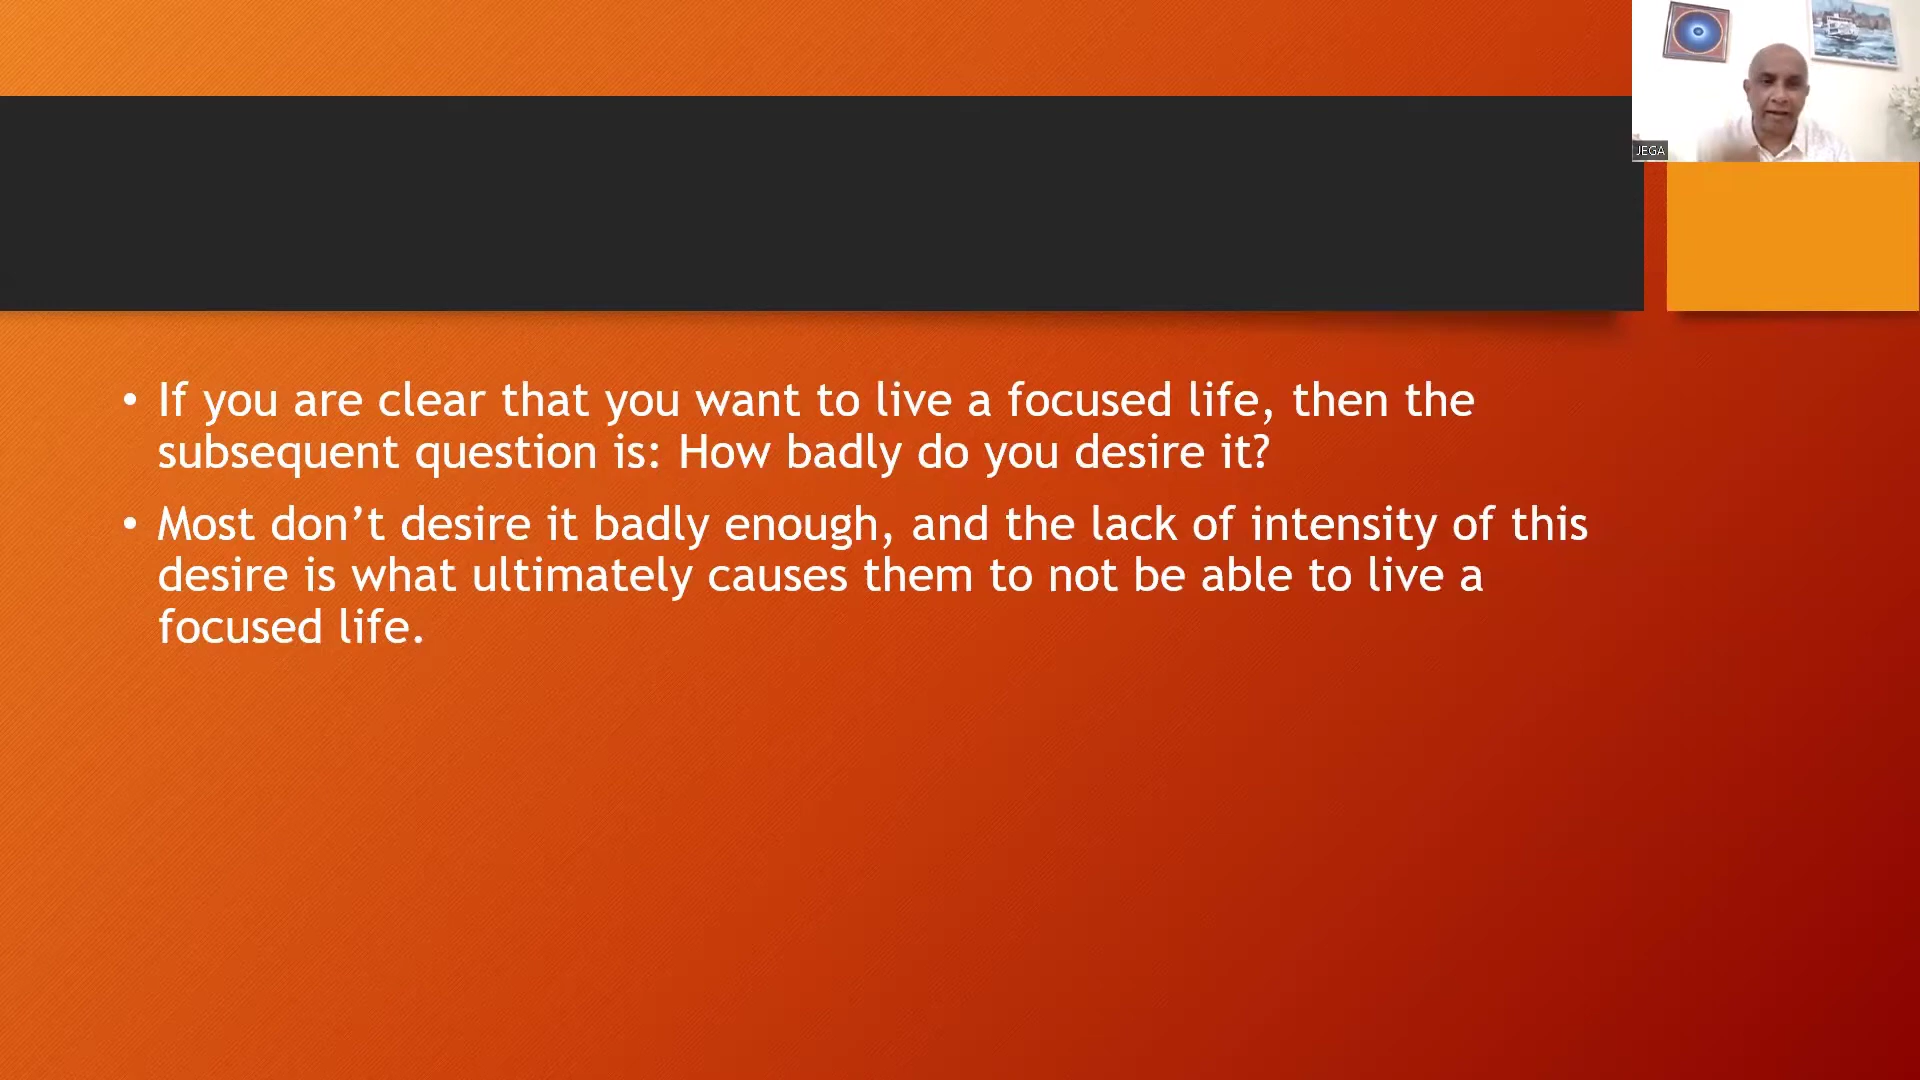 JEGA
• If you are clear that you want to live a focused life, then the
subsequent question is: How badly do you desire it?
• Most don’t desire it badly enough, and the lack of intensity of this
desire is what ultimately causes them to not be able to live a
focused life.